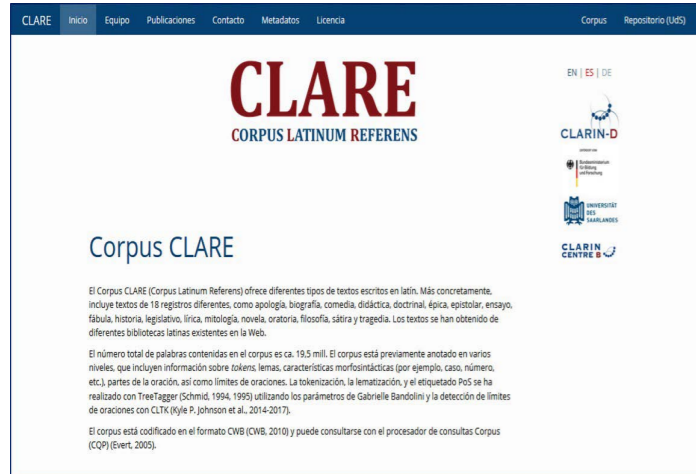 CLARE Inicio Equipo Publicaciones Contacto Metadatos Licencia Corpus Repositorio (UdS)
CLARE
CORPUS LATINUM REFERENS
EN | ES | DE
CLARIN-D
Bundesministerium
für Bildung
und Forschung
UNIVERSITÄT
DES
SAARLANDES
CLARIN
CENTRE B
Corpus CLARE
El Corpus CLARE (Corpus Latinum Referens) ofrece diferentes tipos de textos escritos en latín. Más concretamente,
incluye textos de 18 registros diferentes, como apología, biografía, comedia, didáctica, doctrinal, épica, epistolar, ensayo,
fábula, historia, legislativo, lírica, mitología, novela, oratoria, filosofía, sátira y tragedia. Los textos se han obtenido de
diferentes bibliotecas latinas existentes en la Web.
El número total de palabras contenidas en el corpus es ca. 19,5 mill. El corpus está previamente anotado en varios
niveles, que incluyen información sobre tokens, lemas, características morfosintácticas (por ejemplo, caso, número,
etc.), partes de la oración, así como límites de oraciones. La tokenización, la lematización, y el etiquetado PoS se ha
realizado con TreeTagger (Schmid, 1994, 1995) utilizando los parámetros de Gabrielle Bandolini y la detección de límites
de oraciones con CLTK (Kyle P. Johnson et al., 2014-2017).
El corpus está codificado en el formato CWB (CWB, 2010) y puede consultarse con el procesador de consultas Corpus
(CQP) (Evert, 2005).